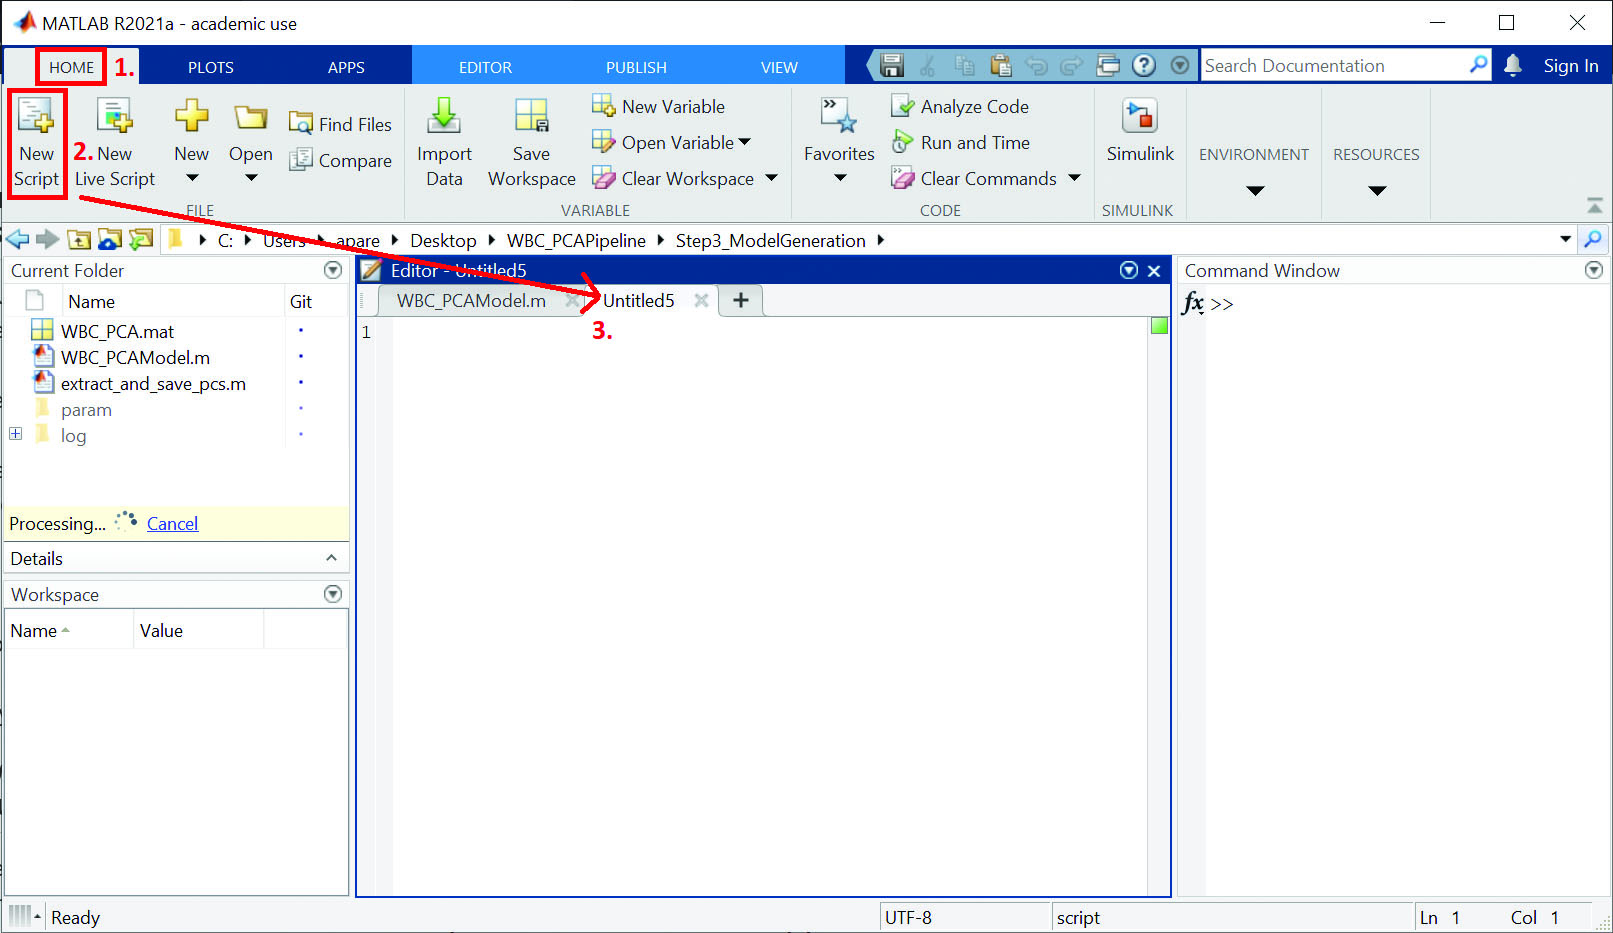 MATLAB R2021a - academic use
HOME 1. PLOTS APPS EDITOR PUBLISH VIEW Search Documentation Sign In
New Script
2. New Live Script
New
Open
Find Files
Compare
FILE
Import Data
Save Workspace
New Variable
Open Variable
Clear Workspace
VARIABLE
Favorites
Analyze Code
Run and Time
Clear Commands
CODE
Simulink
SIMULINK
ENVIRONMENT
RESOURCES
C: Users apare Desktop WBC_PCAPipeline Step3_ModelGeneration
Current Folder
Name Git
WBC_PCA.mat
WBC_PCAModel.m
extract_and_save_pcs.m
param
log
Processing... Cancel
Details
Workspace
Name Value
Editor - Untitled5
WBC_PCAModel.m Untitled5 +
3.
1
Command Window
fx >>
Ready UTF-8 script Ln 1 Col 1